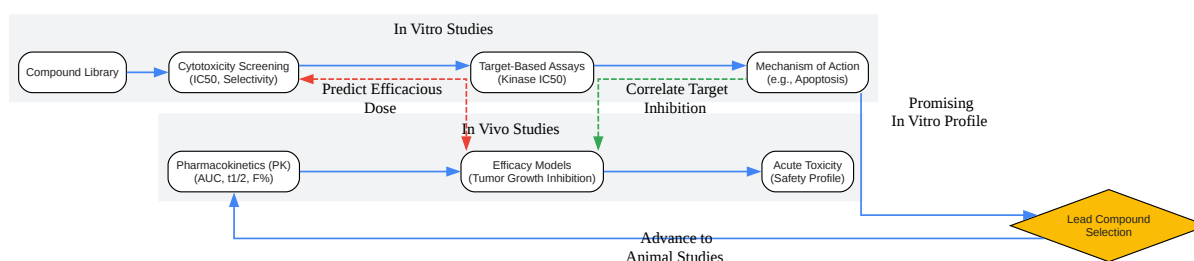 In Vitro Studies
Compound Library
Cytotoxicity Screening
(IC50, Selectivity)
Target-Based Assays
(Kinase IC50)
Mechanism of Action
(e.g., Apoptosis)
Predict Efficacious
Dose
Correlate Target
Inhibition
Promising
In Vitro Profile
In Vivo Studies
Pharmacokinetics (PK)
(AUC, t1/2, F%)
Efficacy Models
(Tumor Growth Inhibition)
Acute Toxicity
(Safety Profile)
Lead Compound
Selection
Advance to
Animal Studies